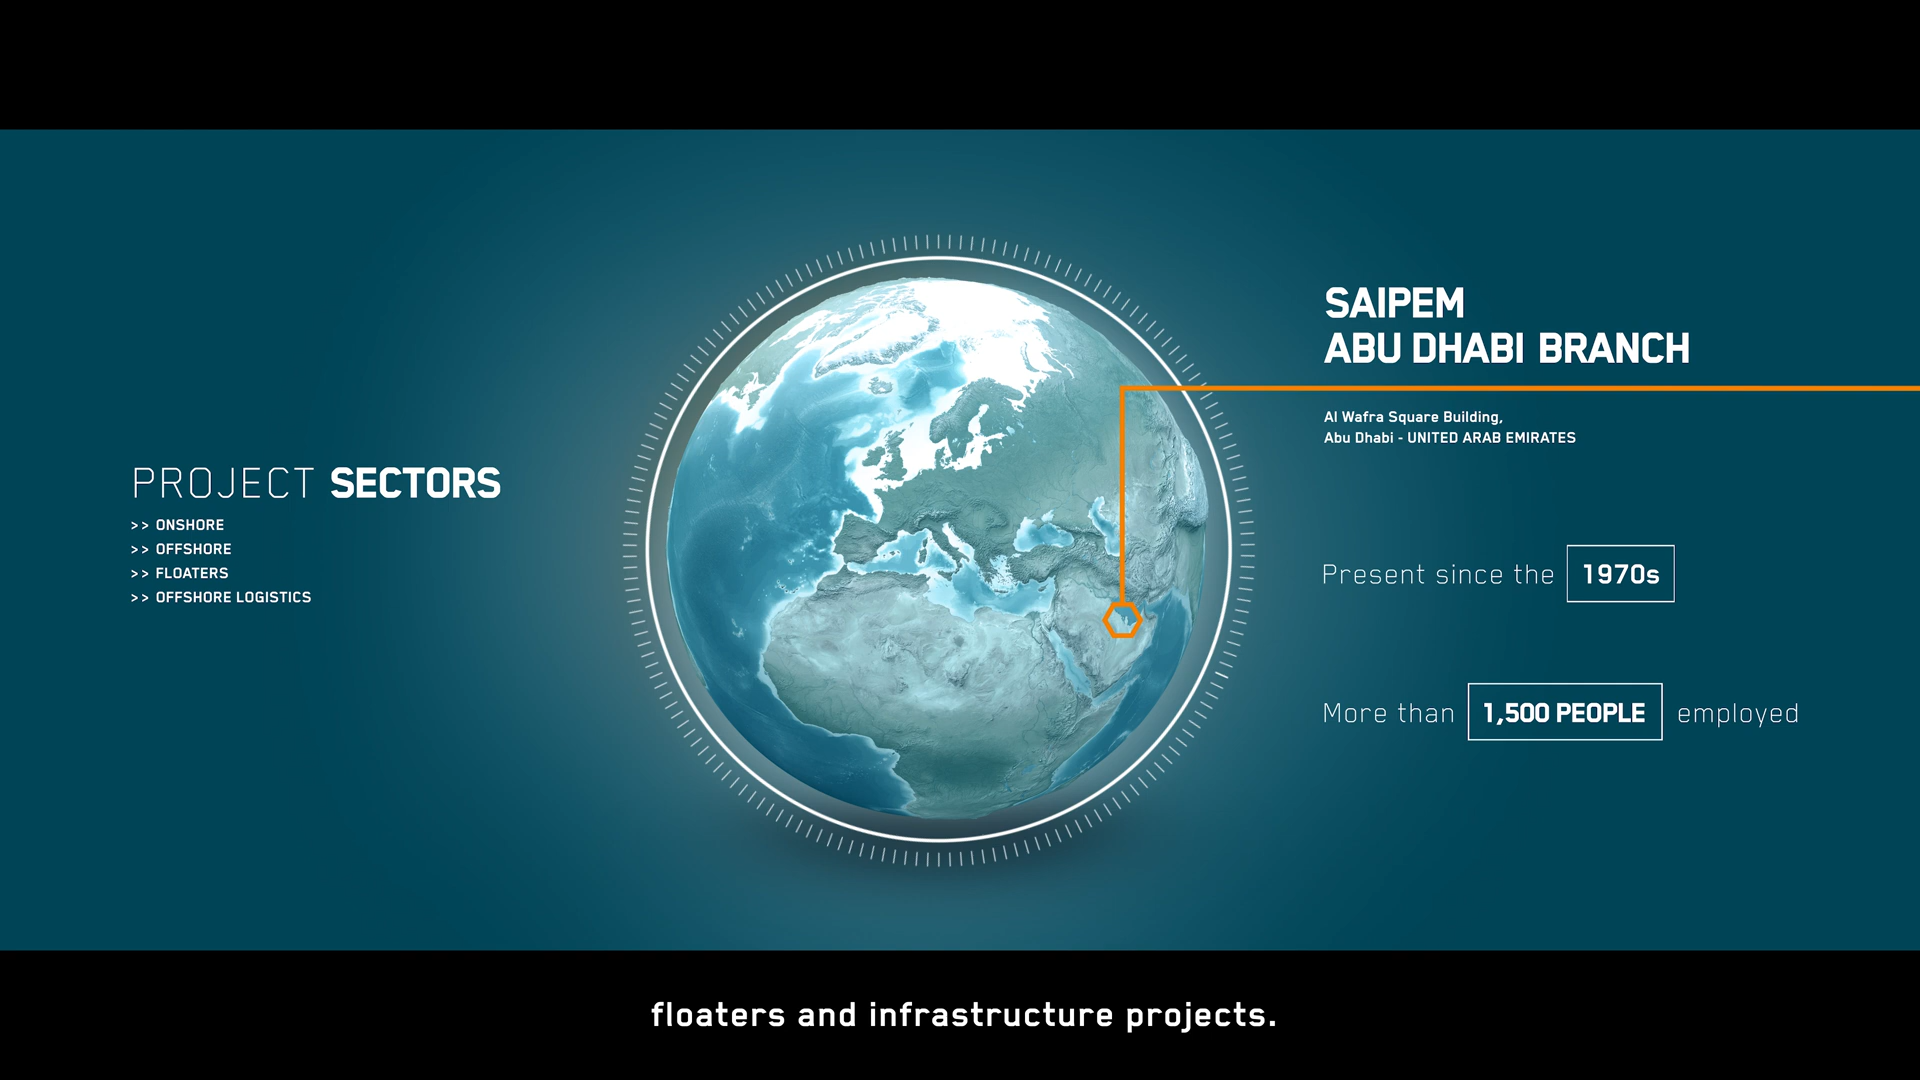 PROJECT SECTORS
>> ONSHORE
>> OFFSHORE
>> FLOATERS
>> OFFSHORE LOGISTICS
SAIPEM
ABU DHABI BRANCH
Al Wafra Square Building,
Abu Dhabi - UNITED ARAB EMIRATES
Present since the 1970s
More than 1,500 PEOPLE employed
floaters and infrastructure projects.